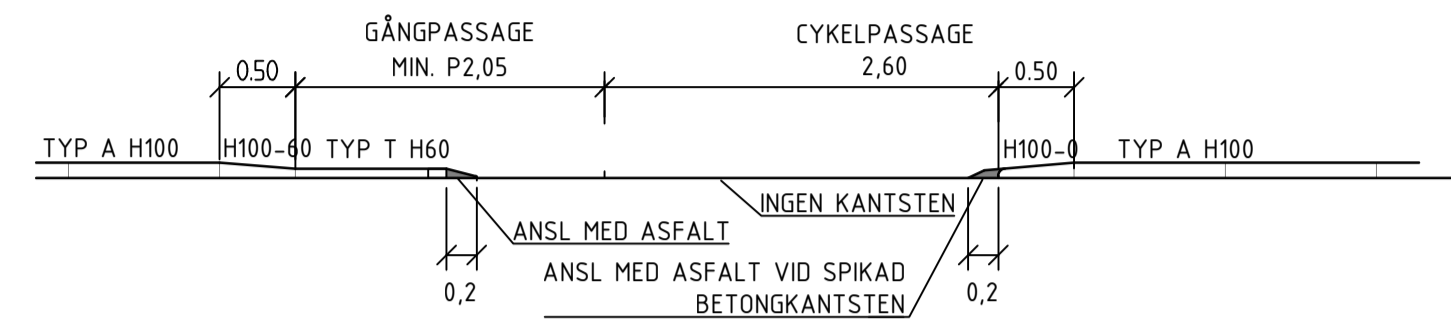 GÅNGPASSAGE
MIN. P2,05
CYKELPASSAGE
2,60
0.50
0.50
TYP A H100
H100-60
TYP T H60
H100-0
TYP A H100
INGEN KANTSTEN
ANSL MED ASFALT
ANSL MED ASFALT VID SPIKAD
BETONGKANTSTEN
0,2
0,2